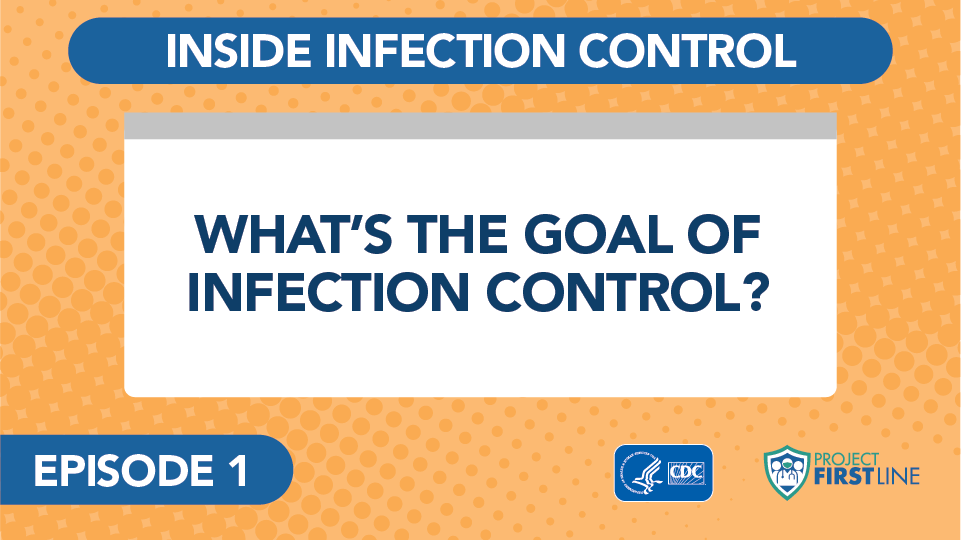 INSIDE INFECTION CONTROL
WHAT’S THE GOAL OF
INFECTION CONTROL?
EPISODE 1
CDC
PROJECT
FIRSTLINE